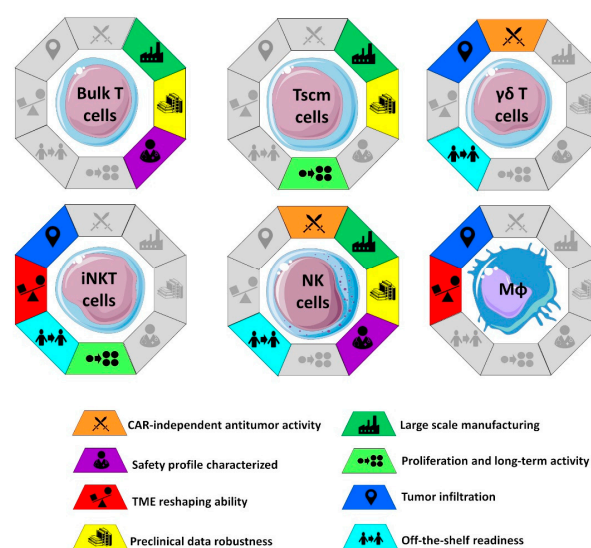 Bulk T
cells
Tscm
cells
γδ T
cells
iNKT
cells
NK
cells
Mϕ
CAR-independent antitumor activity
Large scale manufacturing
Safety profile characterized
Proliferation and long-term activity
TME reshaping ability
Tumor infiltration
Preclinical data robustness
Off-the-shelf readiness